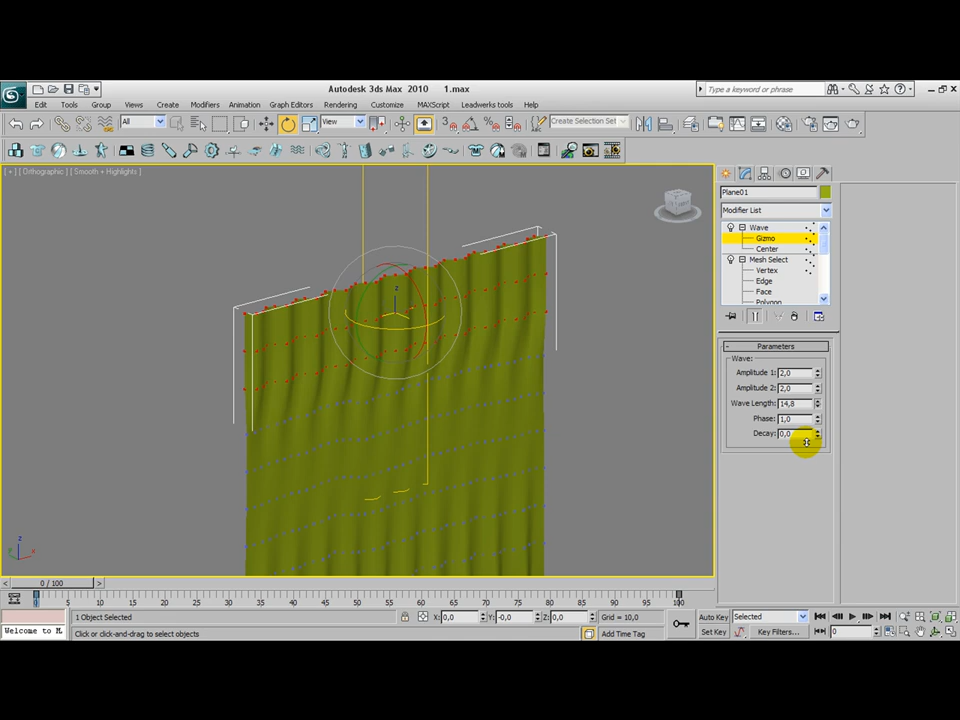 Autodesk 3ds Max 2010 1.max
Type a keyword or phrase
Edit Tools Group Views Create Modifiers Animation Graph Editors Rendering Customize MAXScript Leadwerks tools Help
All
View
3
Create Selection Set
[ + ] [ Orthographic ] [ Smooth + Highlights ]
Plane01
Modifier List
Wave
Gizmo
Center
Mesh Select
Vertex
Edge
Face
Polygon
Parameters
Wave:
Amplitude 1: 2,0
Amplitude 2: 2,0
Wave Length: 14,8
Phase: 1,0
Decay: 0,0
z
z
x
0 / 100
0 5 10 15 20 25 30 35 40 45 50 55 60 65 70 75 80 85 90 95 100
1 Object Selected
X: 0,0 Y: -0,0 Z: 0,0 Grid = 10,0
Auto Key Selected
Welcome to M
Click or click-and-drag to select objects
Add Time Tag
Set Key Key Filters... 0